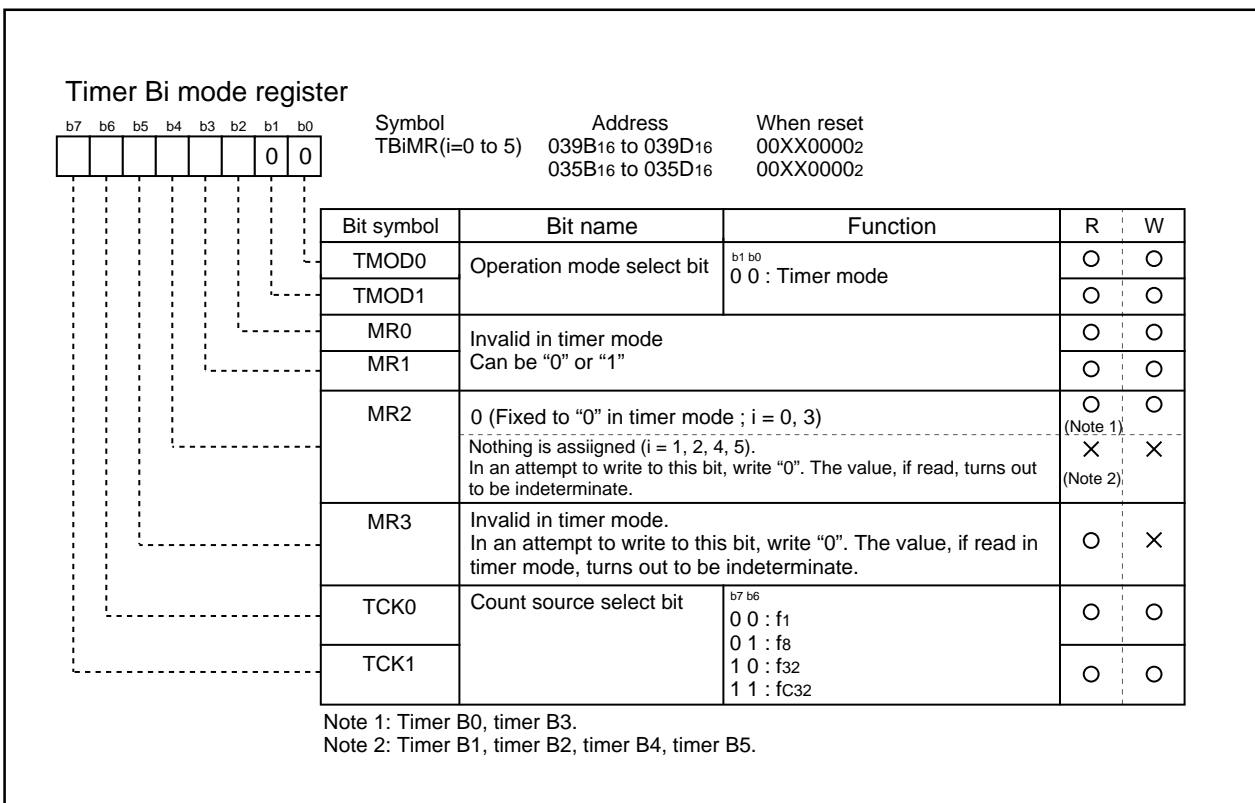 Timer Bi mode register
b7 b6 b5 b4 b3 b2 b1 b0
0 0
Symbol Address When reset
TBiMR(i=0 to 5) 039B16 to 039D16 00XX00002
035B16 to 035D16 00XX00002
Bit symbol Bit name Function R W
TMOD0 Operation mode select bit b1 b0
0 0 : Timer mode
TMOD1
MR0 Invalid in timer mode
MR1 Can be “0” or “1”
MR2 0 (Fixed to “0” in timer mode ; i = 0, 3) (Note 1)
Nothing is assiigned (i = 1, 2, 4, 5).
In an attempt to write to this bit, write “0”. The value, if read, turns out
to be indeterminate. (Note 2)
MR3 Invalid in timer mode.
In an attempt to write to this bit, write “0”. The value, if read in
timer mode, turns out to be indeterminate.
TCK0 Count source select bit b7 b6
0 0 : f1
0 1 : f8
TCK1 1 0 : f32
1 1 : fC32
Note 1: Timer B0, timer B3.
Note 2: Timer B1, timer B2, timer B4, timer B5.